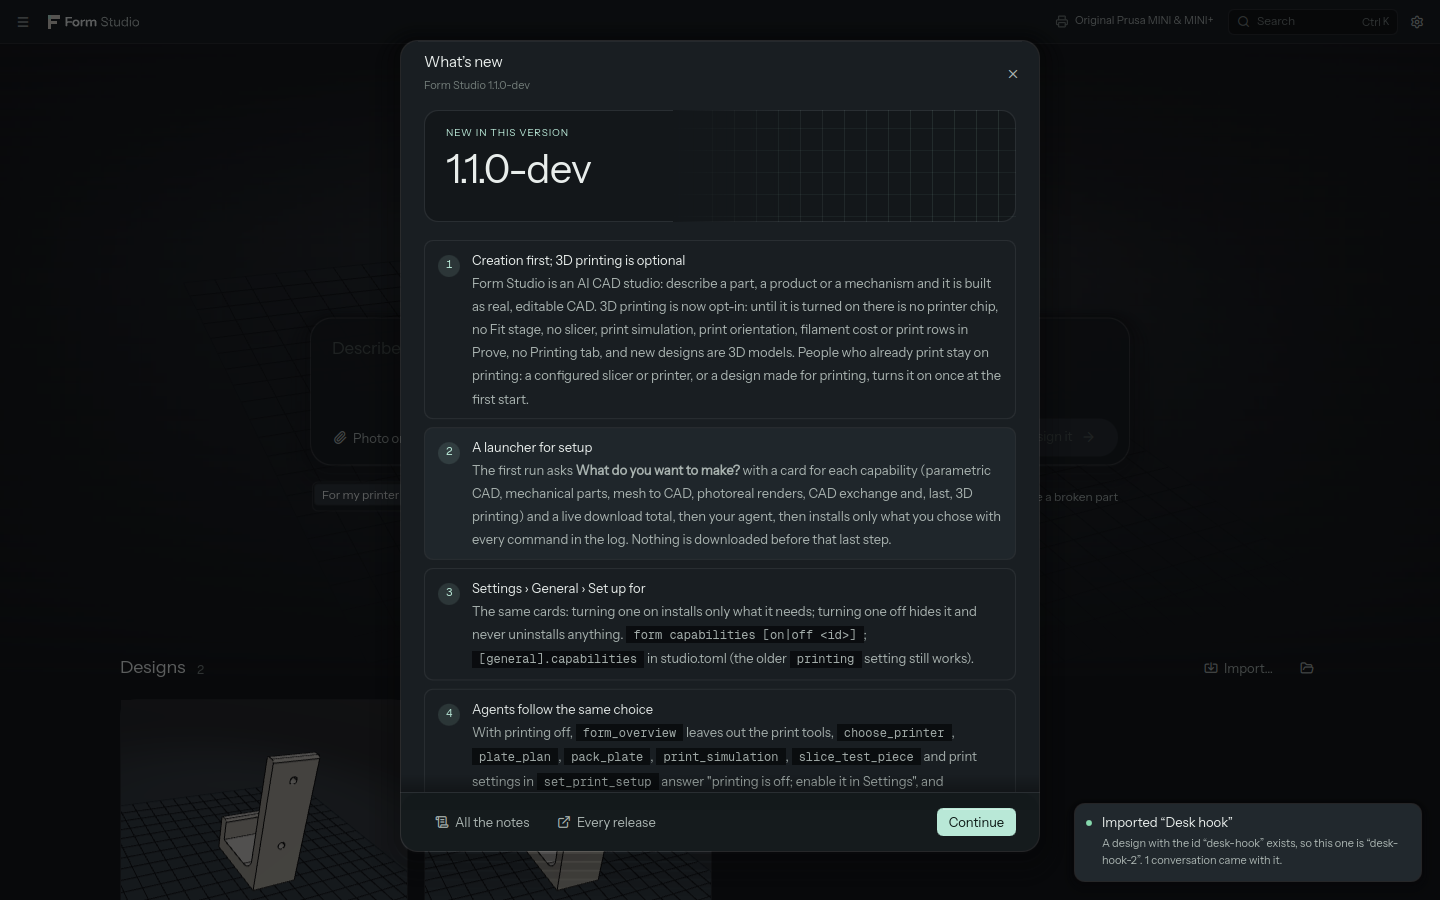 Form Studio
Original Prusa MINI & MINI+
Search
Ctrl K
What's new
Form Studio 1.1.0-dev
NEW IN THIS VERSION
1.1.0-dev
1
Creation first; 3D printing is optional
Form Studio is an AI CAD studio: describe a part, a product or a mechanism and it is built
as real, editable CAD. 3D printing is now opt-in: until it is turned on there is no printer chip,
no Fit stage, no slicer, print simulation, print orientation, filament cost or print rows in
Prove, no Printing tab, and new designs are 3D models. People who already print stay on
printing: a configured slicer or printer, or a design made for printing, turns it on once at the
first start.
2
A launcher for setup
The first run asks What do you want to make? with a card for each capability (parametric
CAD, mechanical parts, mesh to CAD, photoreal renders, CAD exchange and, last, 3D
printing) and a live download total, then your agent, then installs only what you chose with
every command in the log. Nothing is downloaded before that last step.
3
Settings › General › Set up for
The same cards: turning one on installs only what it needs; turning one off hides it and
never uninstalls anything. form capabilities [on|off <id>] ;
[general].capabilities in studio.toml (the older printing setting still works).
4
Agents follow the same choice
With printing off, form_overview leaves out the print tools, choose_printer ,
plate_plan , pack_plate , print_simulation , slice_test_piece and print
settings in set_print_setup answer "printing is off; enable it in Settings", and
All the notes
Every release
Continue
Describe
Photo o
ign it
For my printer
e a broken part
Designs 2
Import...
Imported “Desk hook”
A design with the id “desk-hook” exists, so this one is “desk-
hook-2”. 1 conversation came with it.